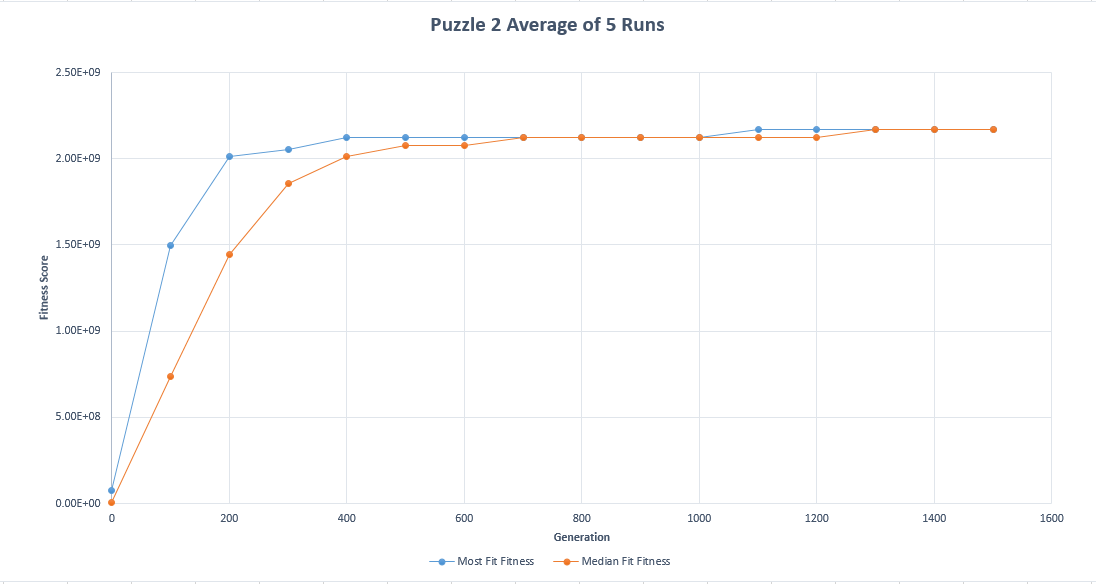 Puzzle 2 Average of 5 Runs
2.50E+09
2.00E+09
1.50E+09
1.00E+09
5.00E+08
0.00E+00
Fitness Score
0 200 400 600 800 1000 1200 1400 1600
Generation
Most Fit Fitness Median Fit Fitness